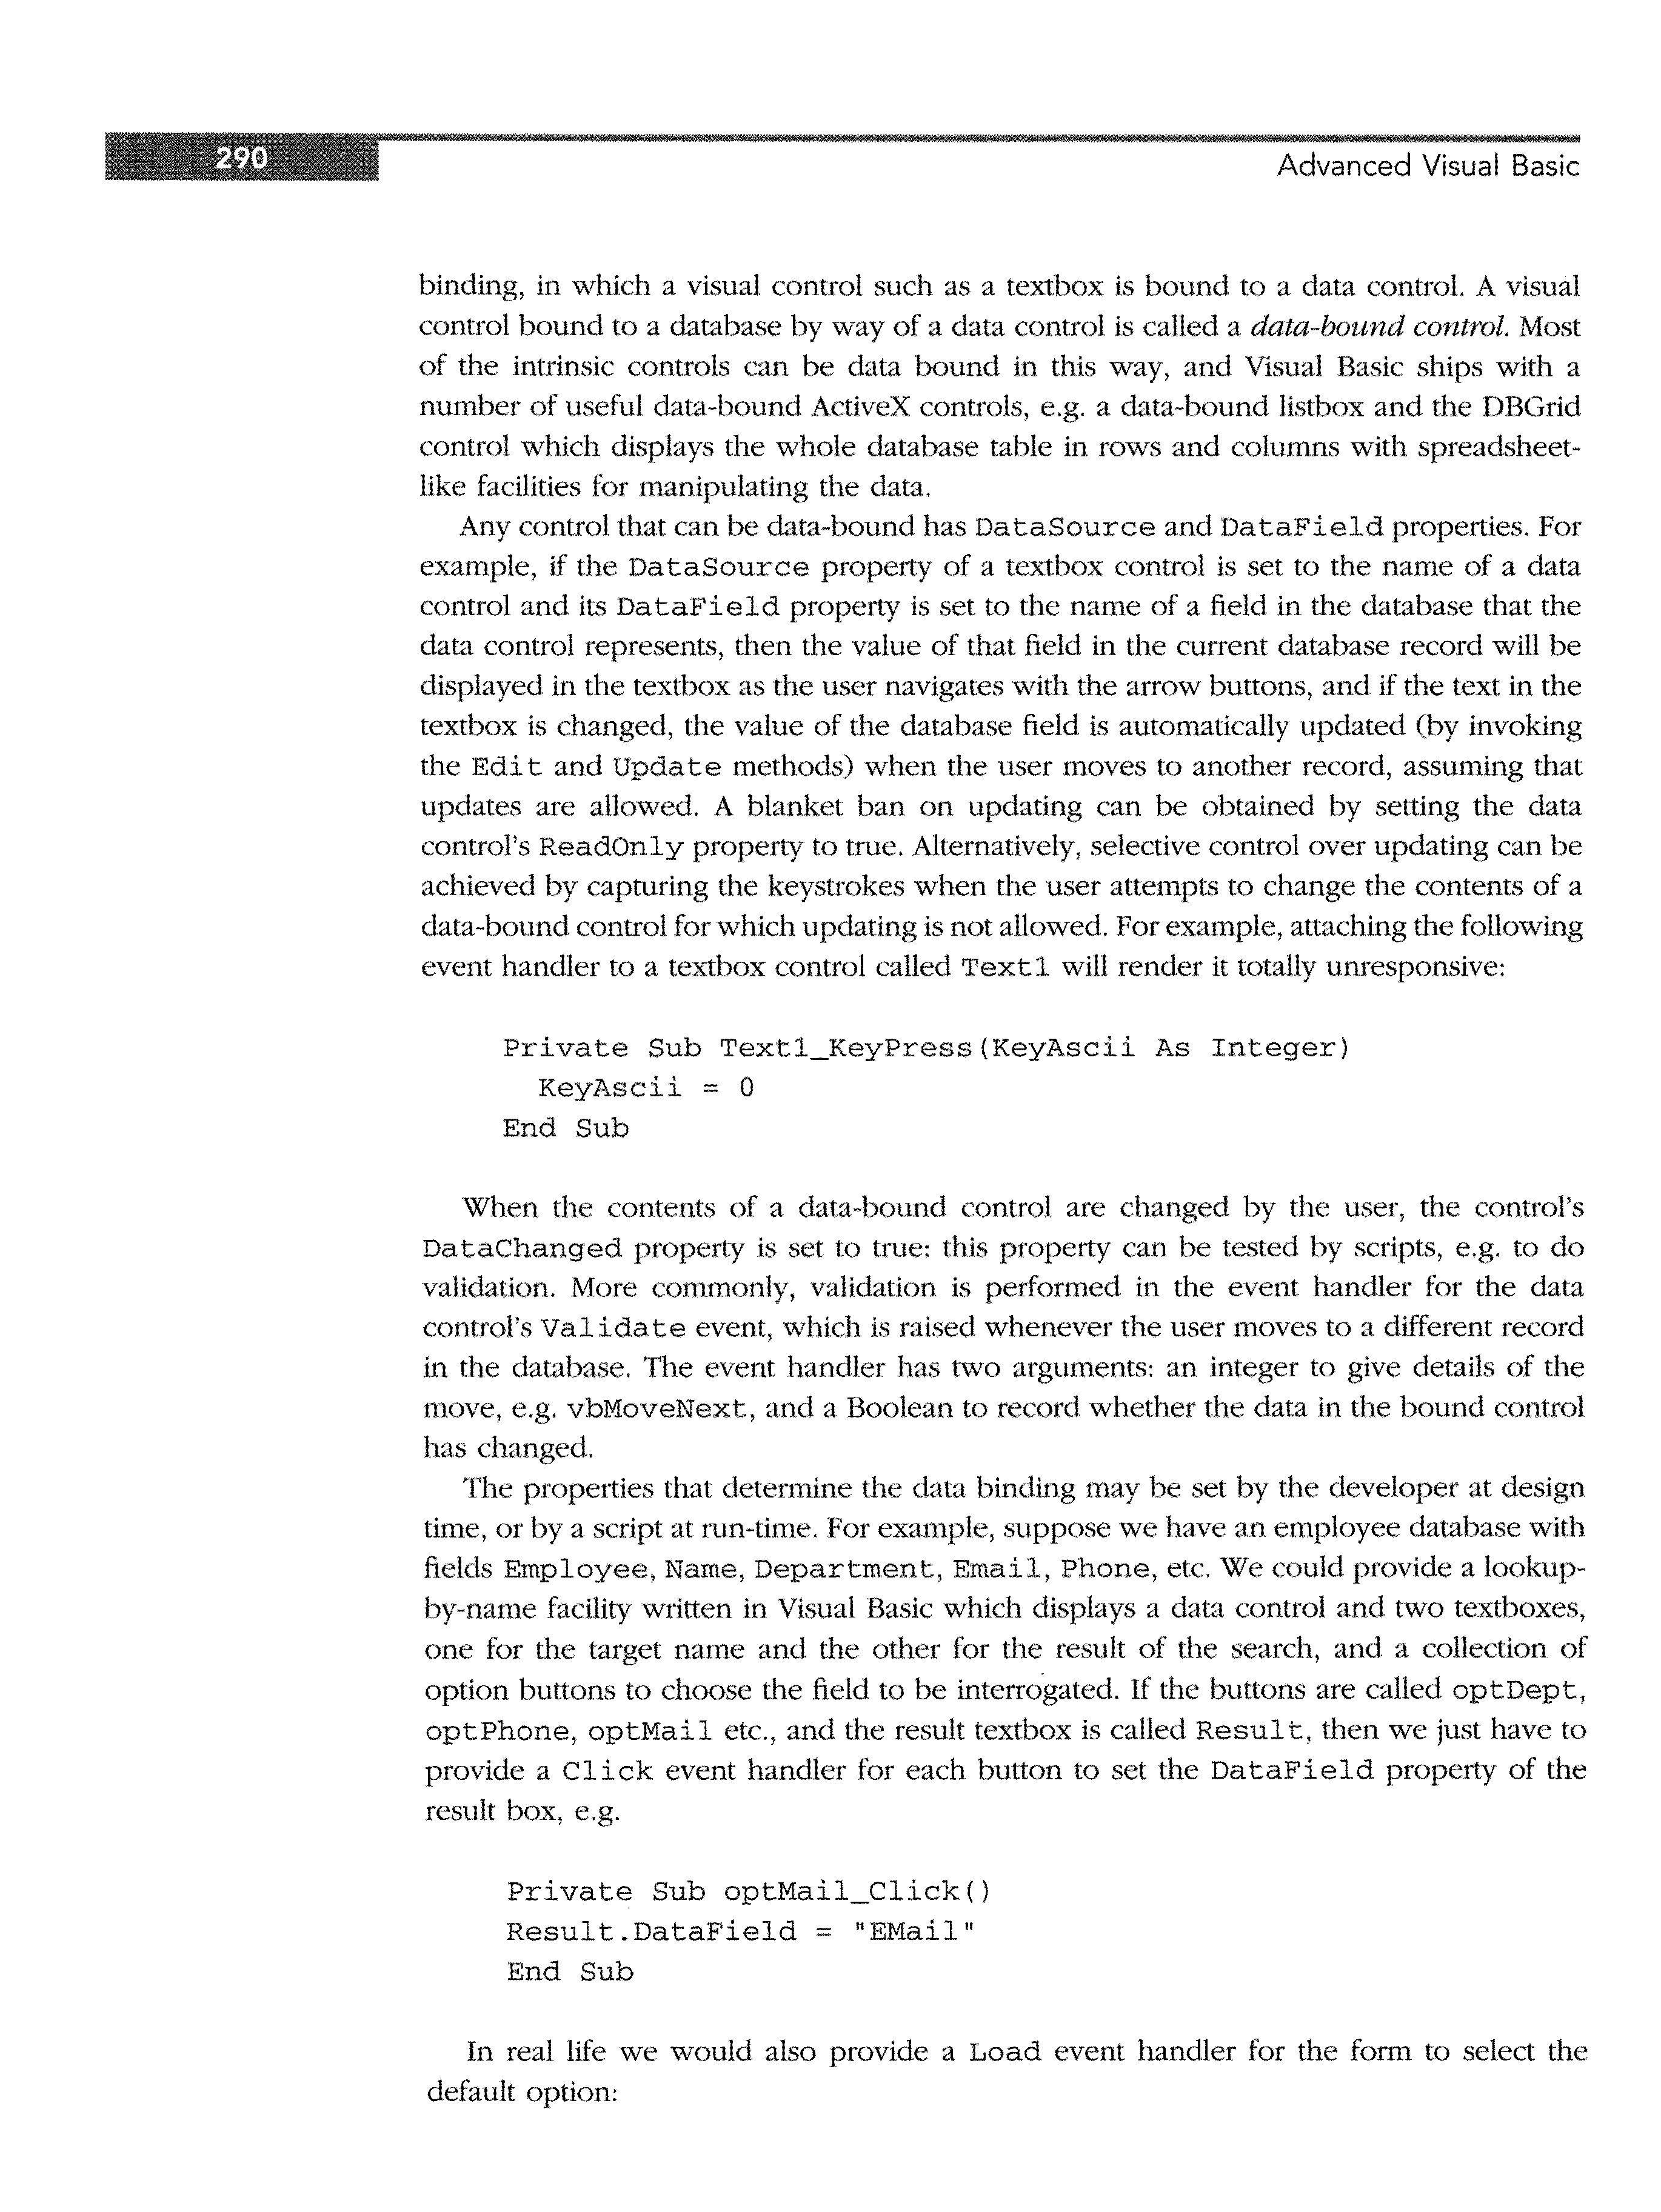 290
Advanced Visual Basic
binding, in which a visual control such as a textbox is bound to a data control. A visual
control bound to a database by way of a data control is called a data-bound control. Most
of the intrinsic controls can be data bound in this way, and Visual Basic ships with a
number of useful data-bound ActiveX controls, e.g. a data-bound listbox and the DBGrid
control which displays the whole database table in rows and columns with spreadsheet-
like facilities for manipulating the data.
Any control that can be data-bound has DataSource and DataField properties. For
example, if the DataSource property of a textbox control is set to the name of a data
control and its DataField property is set to the name of a field in the database that the
data control represents, then the value of that field in the current database record will be
displayed in the textbox as the user navigates with the arrow buttons, and if the text in the
textbox is changed, the value of the database field is automatically updated (by invoking
the Edit and Update methods) when the user moves to another record, assuming that
updates are allowed. A blanket ban on updating can be obtained by setting the data
control's ReadOnly property to true. Alternatively, selective control over updating can be
achieved by capturing the keystrokes when the user attempts to change the contents of a
data-bound control for which updating is not allowed. For example, attaching the following
event handler to a textbox control called Text1 will render it totally unresponsive:
Private Sub Text1_KeyPress(KeyAscii As Integer)
KeyAscii = 0
End Sub
When the contents of a data-bound control are changed by the user, the control's
DataChanged property is set to true: this property can be tested by scripts, e.g. to do
validation. More commonly, validation is performed in the event handler for the data
control's Validate event, which is raised whenever the user moves to a different record
in the database. The event handler has two arguments: an integer to give details of the
move, e.g. vbMoveNext, and a Boolean to record whether the data in the bound control
has changed.
The properties that determine the data binding may be set by the developer at design
time, or by a script at run-time. For example, suppose we have an employee database with
fields Employee, Name, Department, Email, Phone, etc. We could provide a lookup-
by-name facility written in Visual Basic which displays a data control and two textboxes,
one for the target name and the other for the result of the search, and a collection of
option buttons to choose the field to be interrogated. If the buttons are called optDept,
optPhone, optMail etc., and the result textbox is called Result, then we just have to
provide a Click event handler for each button to set the DataField property of the
result box, e.g.
Private Sub optMail_Click()
Result.DataField = "EMail"
End Sub
In real life we would also provide a Load event handler for the form to select the
default option: